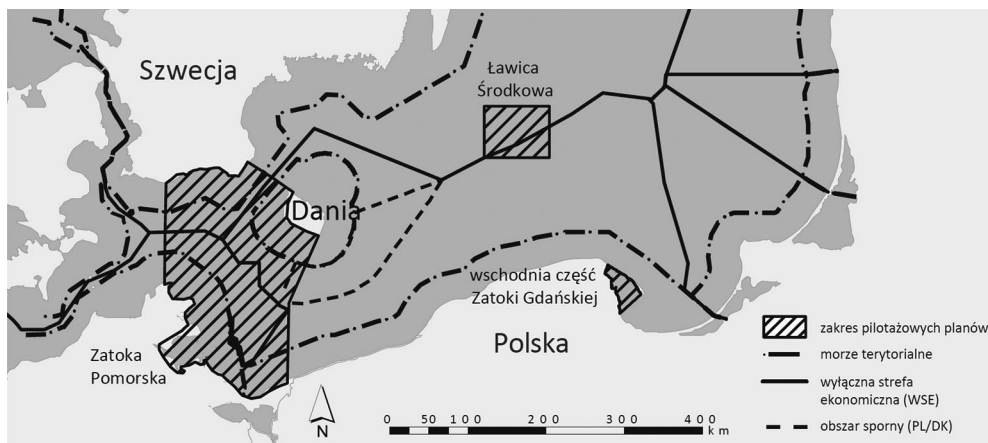 Szwecja
Ławica
Środkowa
Dania
wschodnia część
Zatoki Gdańskiej
Polska
Zatoka
Pomorska
zakres pilotażowych planów
morze terytorialne
wyłączna strefa
ekonomiczna (WSE)
obszar sporny (PL/DK)
N
0 50 100 200 300 400
km